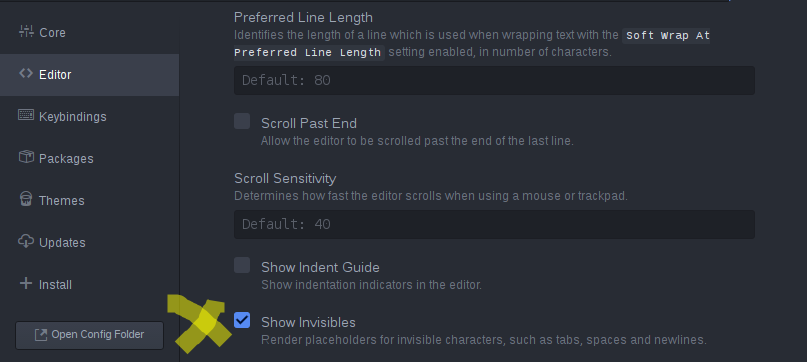 Core
Editor
Keybindings
Packages
Themes
Updates
Install
Open Config Folder
Preferred Line Length
Identifies the length of a line which is used when wrapping text with the Soft Wrap At
Preferred Line Length setting enabled, in number of characters.
Default: 80
Scroll Past End
Allow the editor to be scrolled past the end of the last line.
Scroll Sensitivity
Determines how fast the editor scrolls when using a mouse or trackpad.
Default: 40
Show Indent Guide
Show indentation indicators in the editor.
Show Invisibles
Render placeholders for invisible characters, such as tabs, spaces and newlines.